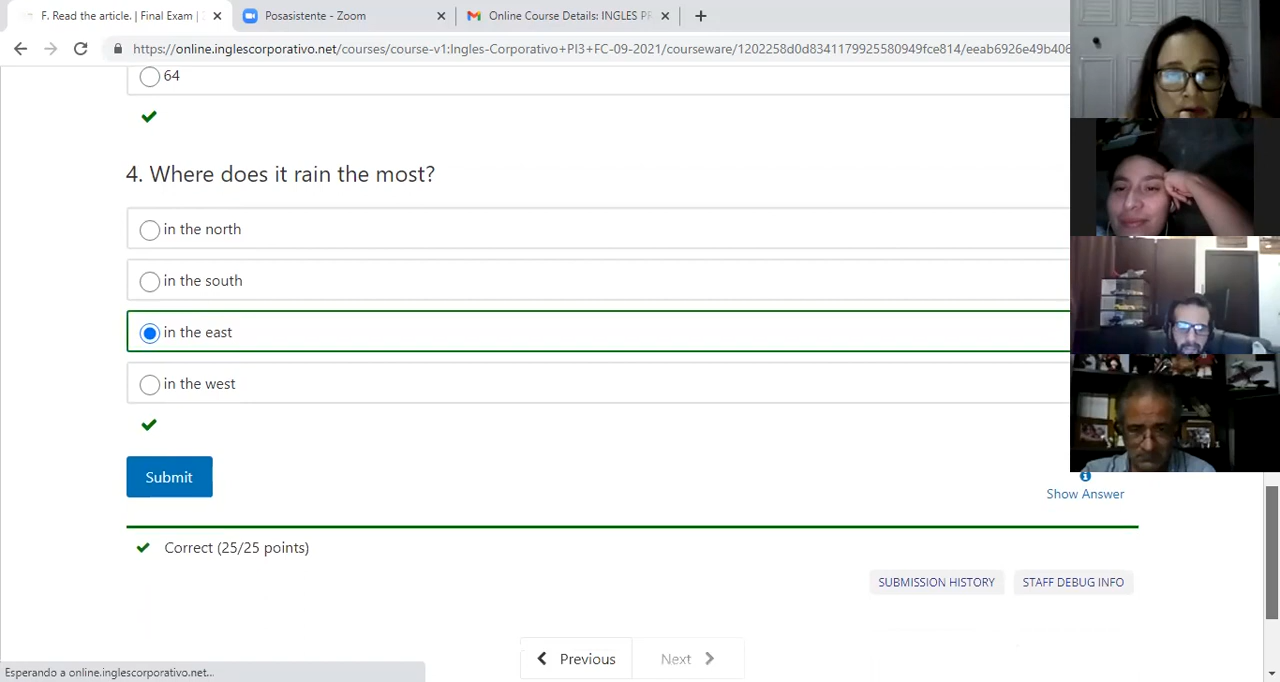 F. Read the article. | Final Exam |
Posasistente - Zoom
Online Course Details: INGLES PR
https://online.inglescorporativo.net/courses/course-v1:Ingles-Corporativo+PI3+FC-09-2021/courseware/1202258d0d8341179925580949fce814/eeab6926e49b406
64
4. Where does it rain the most?
in the north
in the south
in the east
in the west
Submit
Show Answer
Correct (25/25 points)
SUBMISSION HISTORY
STAFF DEBUG INFO
Previous
Next
Esperando a online.inglescorporativo.net...